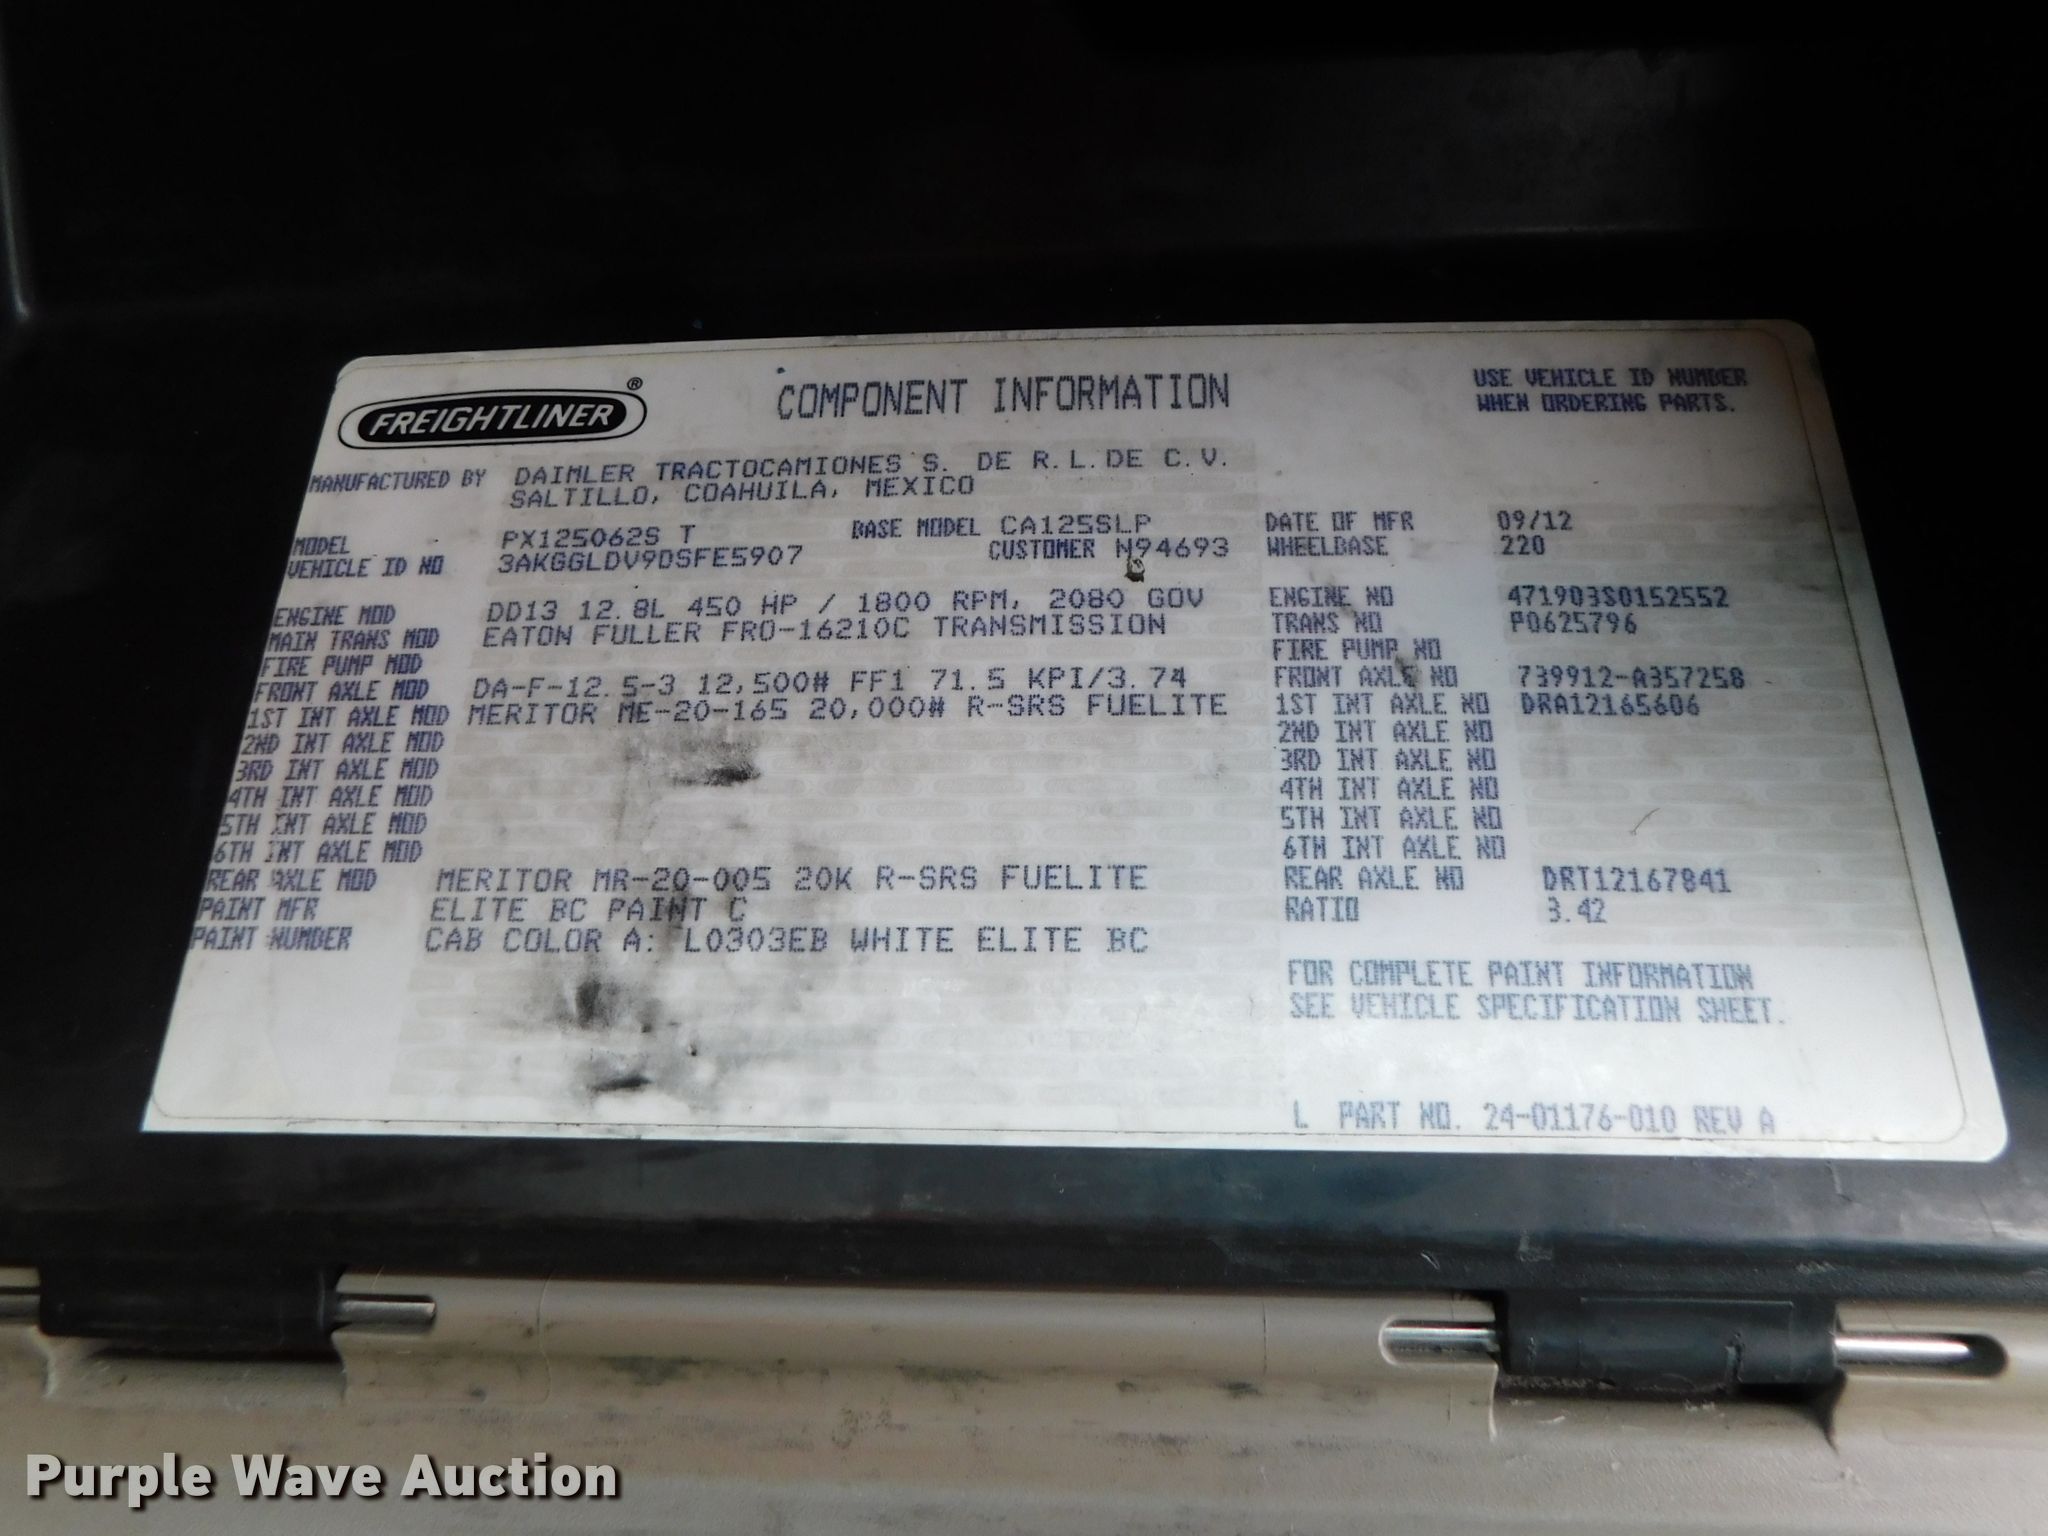 FREIGHTLINER ®
COMPONENT INFORMATION
USE VEHICLE ID NUMBER
WHEN ORDERING PARTS.
MANUFACTURED BY DAIMLER TRACTOCAMIONES S. DE R.L.DE C.V.
SALTILLO, COAHUILA, MEXICO
MODEL PX125062S T BASE MODEL CA125SLP DATE OF MFR 09/12
VEHICLE ID NO 3AKGGLDV9DSFE5907 CUSTOMER N94693 WHEELBASE 220
ENGINE MOD DD13 12.8L 450 HP / 1800 RPM, 2080 GOV ENGINE NO 471903S0152552
MAIN TRANS MOD EATON FULLER FRO-16210C TRANSMISSION TRANS NO P0625796
FIRE PUMP MOD FIRE PUMP NO
FRONT AXLE MOD DA-F-12.5-3 12,500# FF1 71.5 KPI/3.74 FRONT AXLE NO 739912-A357258
1ST INT AXLE MOD MERITOR ME-20-165 20,000# R-SRS FUELITE 1ST INT AXLE NO DRA12165606
2ND INT AXLE MOD 2ND INT AXLE NO
3RD INT AXLE MOD 3RD INT AXLE NO
4TH INT AXLE MOD 4TH INT AXLE NO
5TH INT AXLE MOD 5TH INT AXLE NO
6TH INT AXLE MOD 6TH INT AXLE NO
REAR AXLE MOD MERITOR MR-20-005 20K R-SRS FUELITE REAR AXLE NO DRT12167841
PAINT MFR ELITE BC PAINT C RATIO 3.42
PAINT NUMBER CAB COLOR A: L0303EB WHITE ELITE BC
FOR COMPLETE PAINT INFORMATION
SEE VEHICLE SPECIFICATION SHEET.
L PART NO. 24-01176-010 REV A
Purple Wave Auction